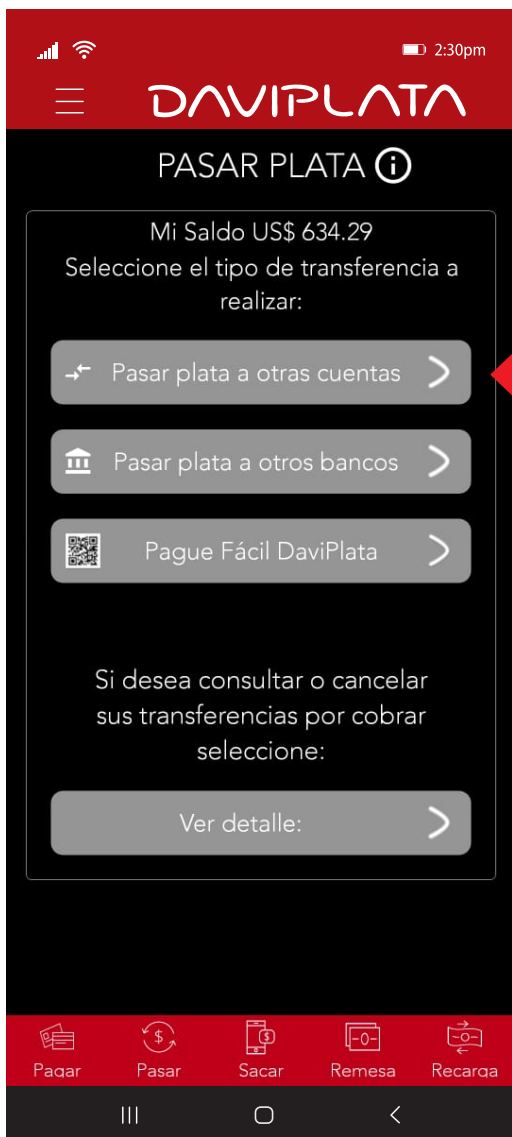 2:30pm
DAVIPLATA
PASAR PLATA
Mi Saldo US$ 634.29
Seleccione el tipo de transferencia a
realizar:
Pasar plata a otras cuentas
Pasar plata a otros bancos
Pague Fácil DaviPlata
Si desea consultar o cancelar
sus transferencias por cobrar
seleccione:
Ver detalle:
Pagar Pasar Sacar Remesa Recarga